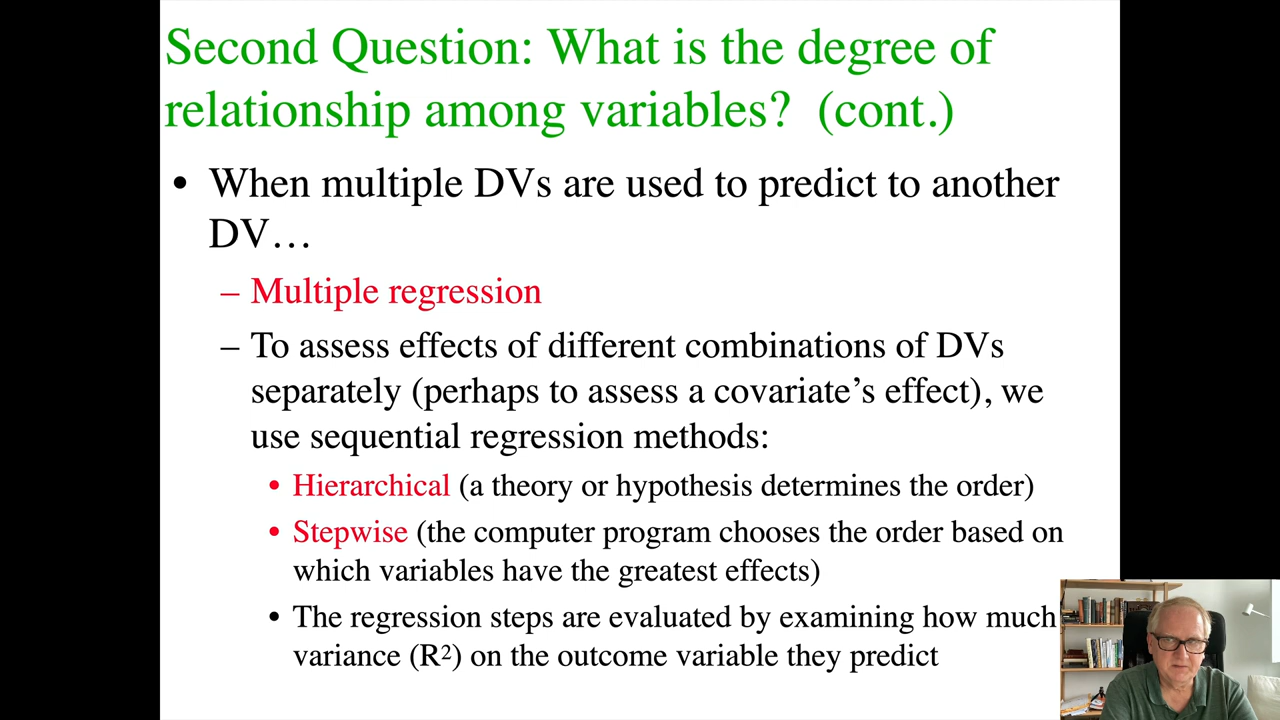 Second Question: What is the degree of
relationship among variables?  (cont.)
• When multiple DVs are used to predict to another
DV…
– Multiple regression
– To assess effects of different combinations of DVs
separately (perhaps to assess a covariate’s effect), we
use sequential regression methods:
• Hierarchical (a theory or hypothesis determines the order)
• Stepwise (the computer program chooses the order based on
which variables have the greatest effects)
• The regression steps are evaluated by examining how much
variance (R²) on the outcome variable they predict